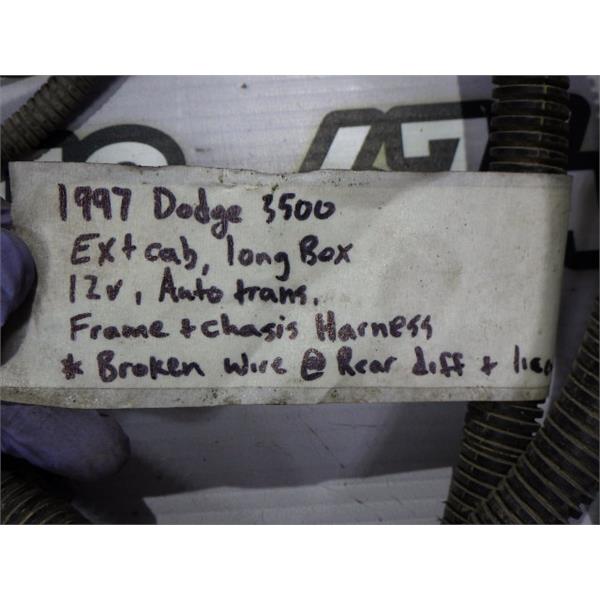 1997 Dodge 3500
Ext cab, long Box
12v, Auto trans.
Frame + chasis Harness
* Broken wire @ Rear diff +